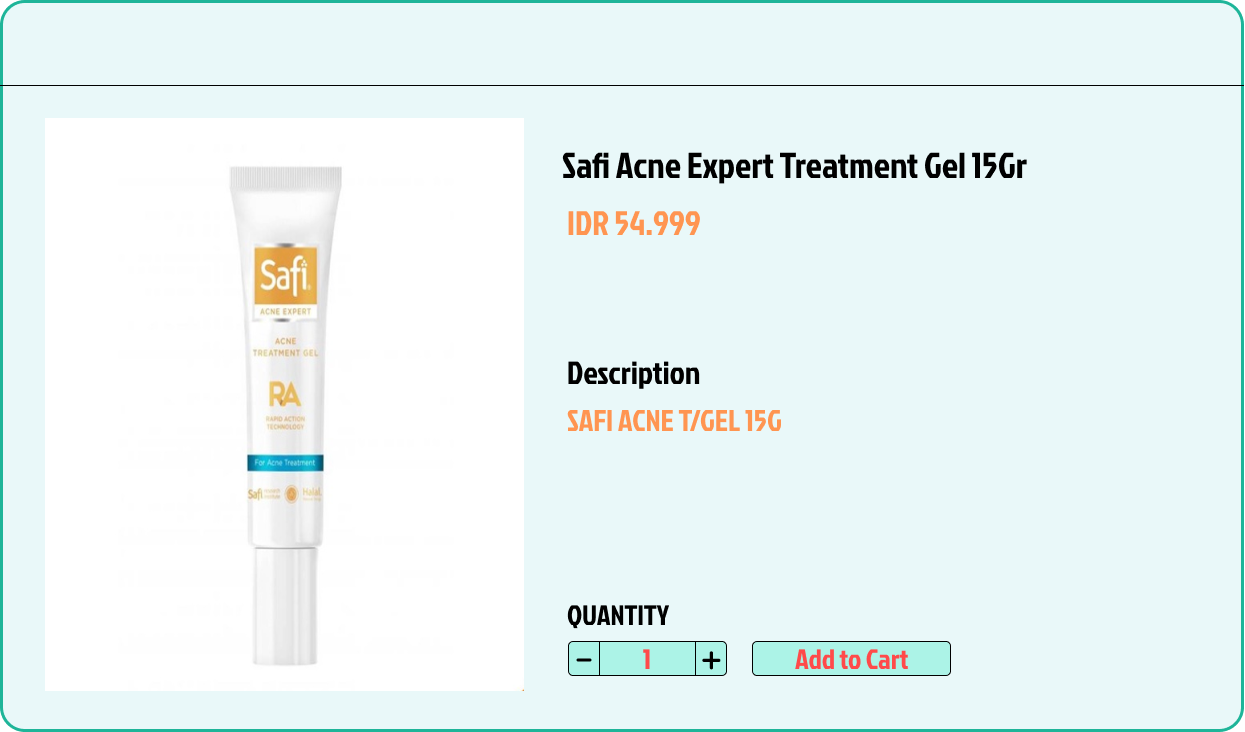 Safi Acne Expert Treatment Gel 15Gr
IDR 54.999
Safi
ACNE EXPERT
ACNE
TREATMENT GEL
RA
RAPID ACTION
TECHNOLOGY
For Acne Treatment
Safi
Halal
Description
SAFI ACNE T/GEL 15G
QUANTITY
− 1 + Add to Cart